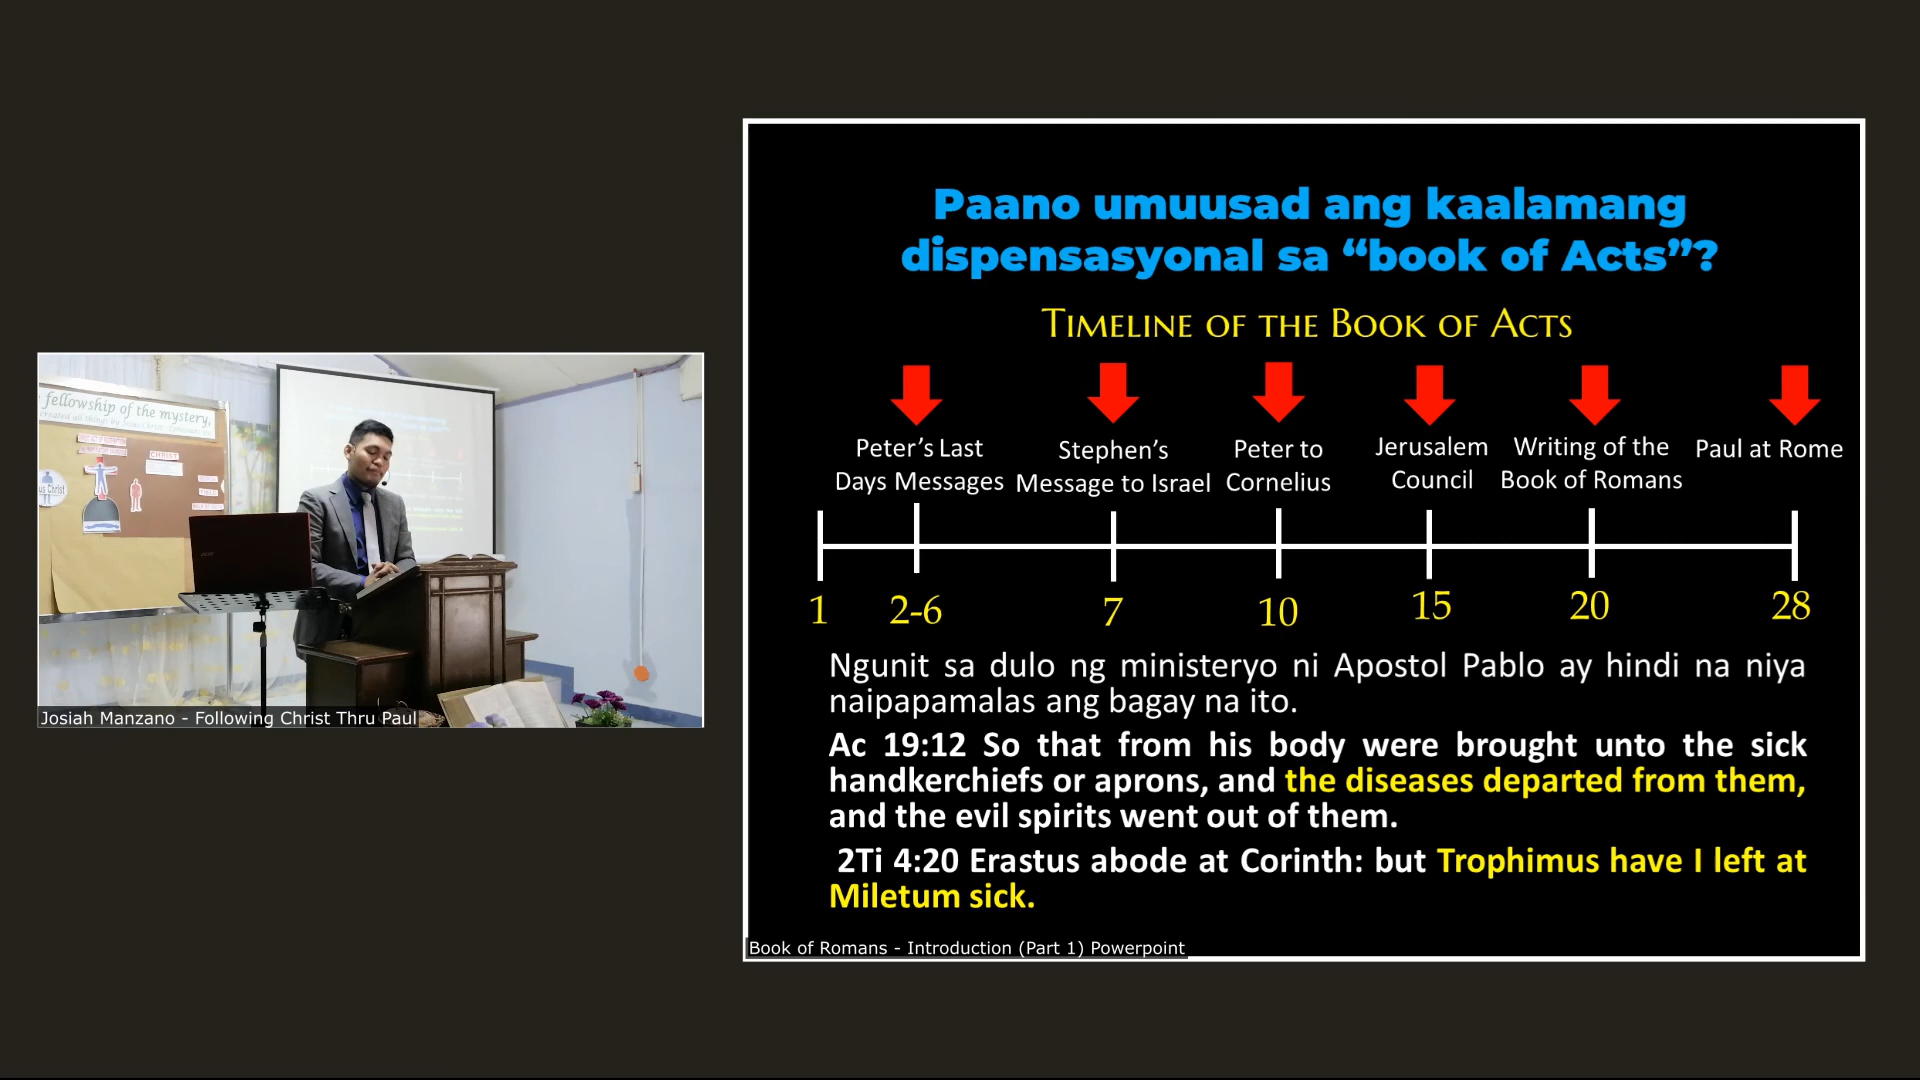 fellowship of the mystery,
CHRIST
us Christ
acer
Josiah Manzano - Following Christ Thru Paul
Paano umuusad ang kaalamang
dispensasyonal sa “book of Acts”?
Timeline of the Book of Acts
Peter’s Last
Days Messages
Stephen’s
Message to Israel
Peter to
Cornelius
Jerusalem
Council
Writing of the
Book of Romans
Paul at Rome
1 2-6 7 10 15 20 28
Ngunit sa dulo ng ministeryo ni Apostol Pablo ay hindi na niya
naipapamalas ang bagay na ito.
Ac 19:12 So that from his body were brought unto the sick
handkerchiefs or aprons, and the diseases departed from them,
and the evil spirits went out of them.
2Ti 4:20 Erastus abode at Corinth: but Trophimus have I left at
Miletum sick.
Book of Romans - Introduction (Part 1) Powerpoint